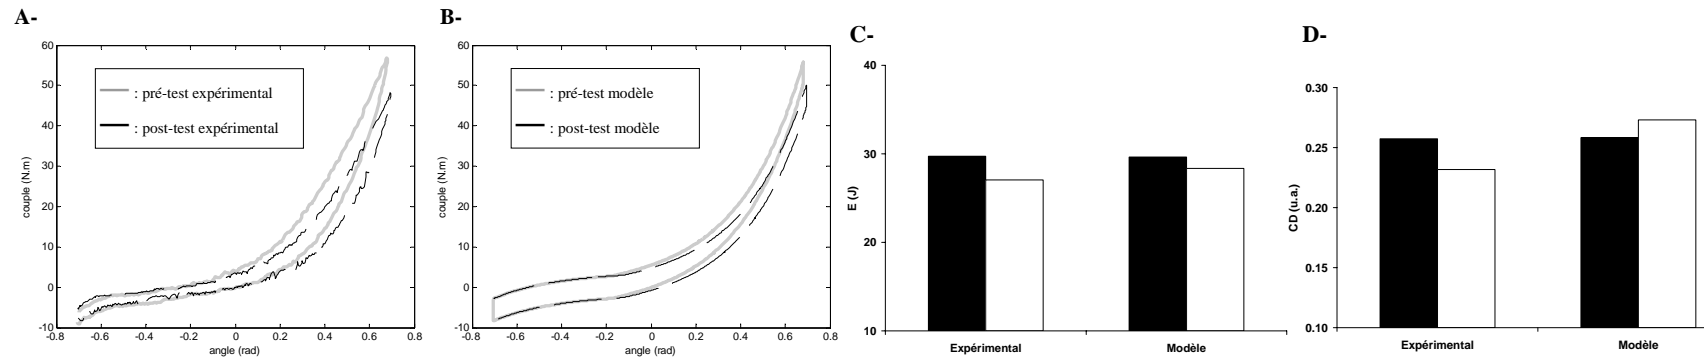 A-
60
50
40
30
20
10
0
-10
-0.8
-0.6
-0.4
-0.2
0
0.2
0.4
0.6
0.8
couple (N.m)
angle (rad)
: pré-test expérimental
: post-test expérimental
B-
60
50
40
30
20
10
0
-10
-0.8
-0.6
-0.4
-0.2
0
0.2
0.4
0.6
0.8
couple (N.m)
angle (rad)
: pré-test modèle
: post-test modèle
C-
40
30
20
10
E (J)
Expérimental
Modèle
D-
0.30
0.25
0.20
0.15
0.10
CD (u.a.)
Expérimental
Modèle